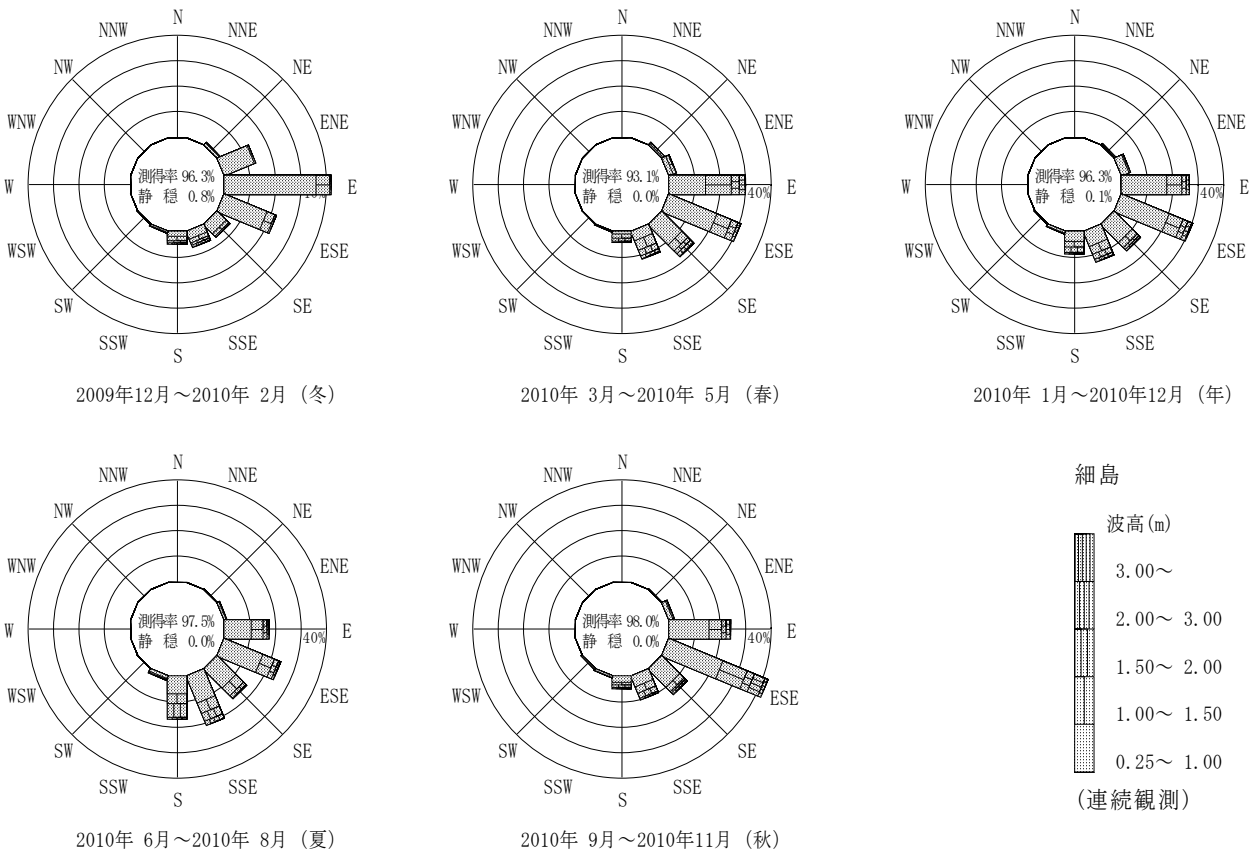 N
NNW NNE
NW NE
WNW ENE
測得率 96.3%
W 静 穏 0.8% E
WSW ESE
SW SE
SSW SSE
S
2009年12月～2010年 2月 (冬)
N
NNW NNE
NW NE
WNW ENE
測得率 93.1%
W 静 穏 0.0% 40% E
WSW ESE
SW SE
SSW SSE
S
2010年 3月～2010年 5月 (春)
N
NNW NNE
NW NE
WNW ENE
測得率 96.3%
W 静 穏 0.1% 40% E
WSW ESE
SW SE
SSW SSE
S
2010年 1月～2010年12月 (年)
N
NNW NNE
NW NE
WNW ENE
測得率 97.5%
W 静 穏 0.0% 40% E
WSW ESE
SW SE
SSW SSE
S
2010年 6月～2010年 8月 (夏)
N
NNW NNE
NW NE
WNW ENE
測得率 98.0%
W 静 穏 0.0% 40% E
WSW ESE
SW SE
SSW SSE
S
2010年 9月～2010年11月 (秋)
細島
波高(m)
3.00～
2.00～ 3.00
1.50～ 2.00
1.00～ 1.50
0.25～ 1.00
(連続観測)